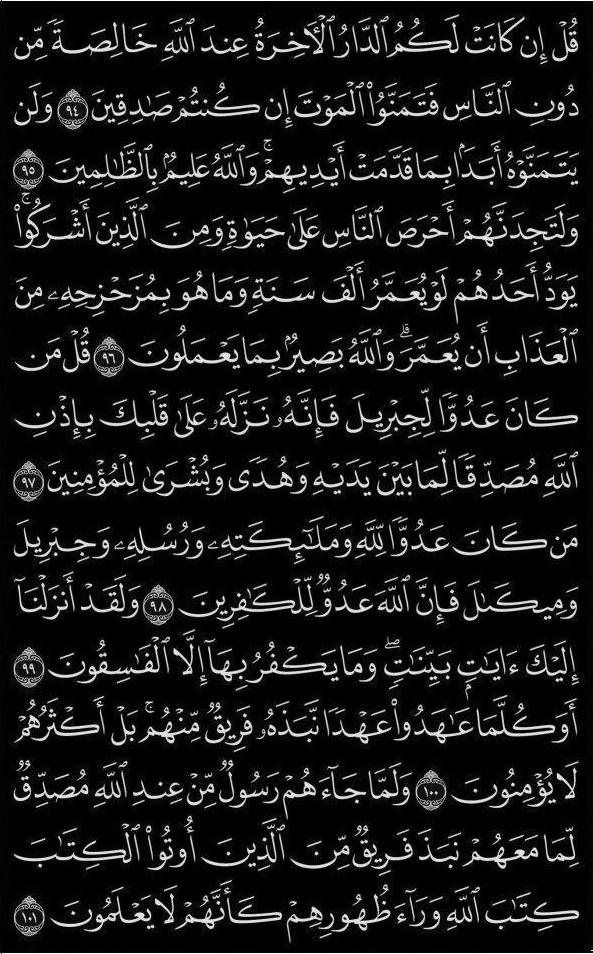 قُلْ إِن كَانَتْ لَكُمُ ٱلدَّارُ ٱلْـَٔاخِرَةُ عِندَ ٱللَّهِ خَالِصَةً مِّن
دُونِ ٱلنَّاسِ فَتَمَنَّوُا۟ ٱلْمَوْتَ إِن كُنتُمْ صَـٰدِقِينَ ٩٤ وَلَن
يَتَمَنَّوْهُ أَبَدًۢا بِمَا قَدَّمَتْ أَيْدِيهِمْ ۗ وَٱللَّهُ عَلِيمٌۢ بِٱلظَّـٰلِمِينَ ٩٥
وَلَتَجِدَنَّهُمْ أَحْرَصَ ٱلنَّاسِ عَلَىٰ حَيَوٰةٍ وَمِنَ ٱلَّذِينَ أَشْرَكُوا۟ ۚ
يَوَدُّ أَحَدُهُمْ لَوْ يُعَمَّرُ أَلْفَ سَنَةٍ وَمَا هُوَ بِمُزَحْزِحِهِۦ مِنَ
ٱلْعَذَابِ أَن يُعَمَّرَ ۗ وَٱللَّهُ بَصِيرٌۢ بِمَا يَعْمَلُونَ ٩٦ قُلْ مَن
كَانَ عَدُوًّا لِّجِبْرِيلَ فَإِنَّهُۥ نَزَّلَهُۥ عَلَىٰ قَلْبِكَ بِإِذْنِ
ٱللَّهِ مُصَدِّقًا لِّمَا بَيْنَ يَدَيْهِ وَهُدًى وَبُشْرَىٰ لِلْمُؤْمِنِينَ ٩٧
مَن كَانَ عَدُوًّا لِّلَّهِ وَمَلَـٰٓئِكَتِهِۦ وَرُسُلِهِۦ وَجِبْرِيلَ
وَمِيكَىٰلَ فَإِنَّ ٱللَّهَ عَدُوٌّ لِّلْكَـٰفِرِينَ ٩٨ وَلَقَدْ أَنزَلْنَآ
إِلَيْكَ ءَايَـٰتٍۭ بَيِّنَـٰتٍ ۖ وَمَا يَكْفُرُ بِهَآ إِلَّا ٱلْفَـٰسِقُونَ ٩٩
أَوَكُلَّمَا عَـٰهَدُوا۟ عَهْدًا نَّبَذَهُۥ فَرِيقٌ مِّنْهُم ۚ بَلْ أَكْثَرُهُمْ
لَا يُؤْمِنُونَ ١٠٠ وَلَمَّا جَآءَهُمْ رَسُولٌ مِّنْ عِندِ ٱللَّهِ مُصَدِّقٌ
لِّمَا مَعَهُمْ نَبَذَ فَرِيقٌ مِّنَ ٱلَّذِينَ أُوتُوا۟ ٱلْكِتَـٰبَ
كِتَـٰبَ ٱللَّهِ وَرَآءَ ظُهُورِهِمْ كَأَنَّهُمْ لَا يَعْلَمُونَ ١٠١